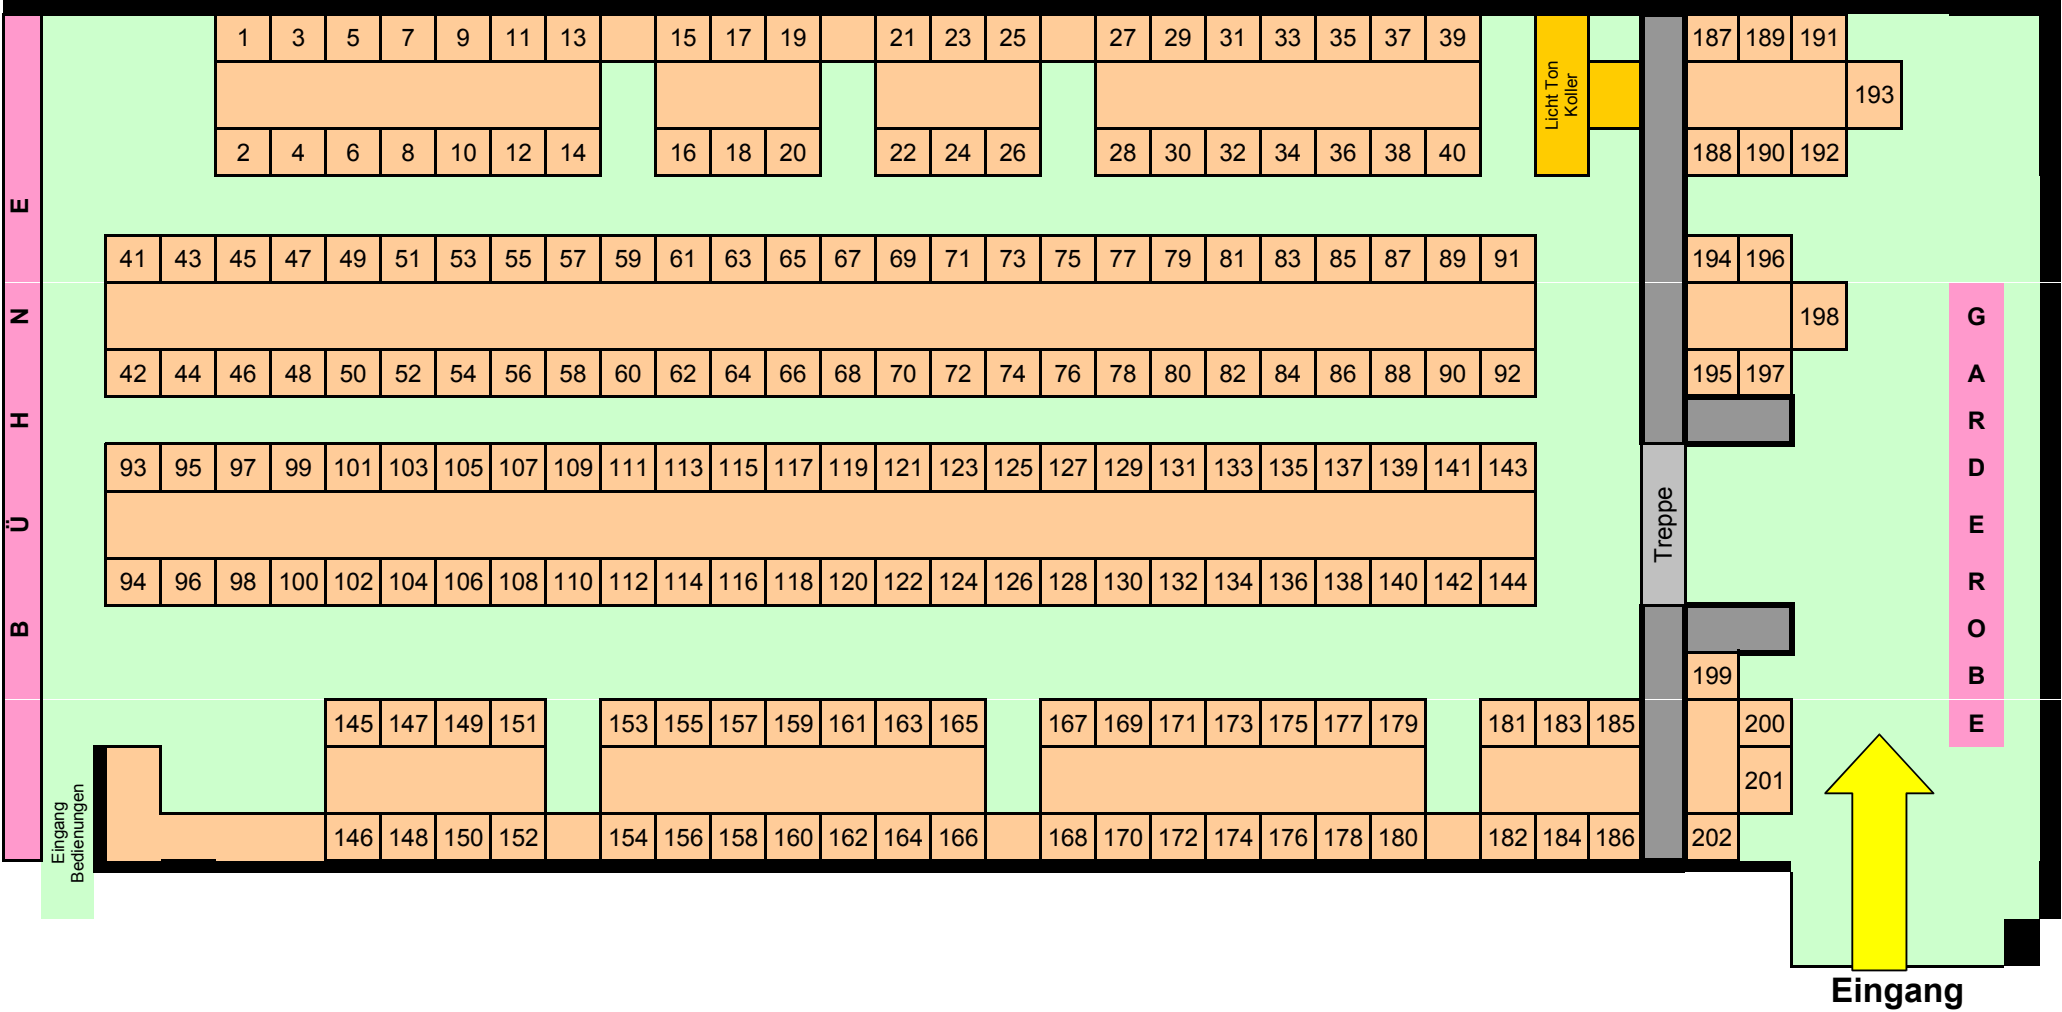 1 3 5 7 9 11 13 15 17 19 21 23 25 27 29 31 33 35 37 39 187 189 191
193
2 4 6 8 10 12 14 16 18 20 22 24 26 28 30 32 34 36 38 40 188 190 192
Licht Ton
Koller
41 43 45 47 49 51 53 55 57 59 61 63 65 67 69 71 73 75 77 79 81 83 85 87 89 91 194 196
198
42 44 46 48 50 52 54 56 58 60 62 64 66 68 70 72 74 76 78 80 82 84 86 88 90 92 195 197
93 95 97 99 101 103 105 107 109 111 113 115 117 119 121 123 125 127 129 131 133 135 137 139 141 143
Treppe
94 96 98 100 102 104 106 108 110 112 114 116 118 120 122 124 126 128 130 132 134 136 138 140 142 144
199
145 147 149 151 153 155 157 159 161 163 165 167 169 171 173 175 177 179 181 183 185 200
201
146 148 150 152 154 156 158 160 162 164 166 168 170 172 174 176 178 180 182 184 186 202
BÜHNE
GARDEROBE
Eingang
Bedienungen
Eingang